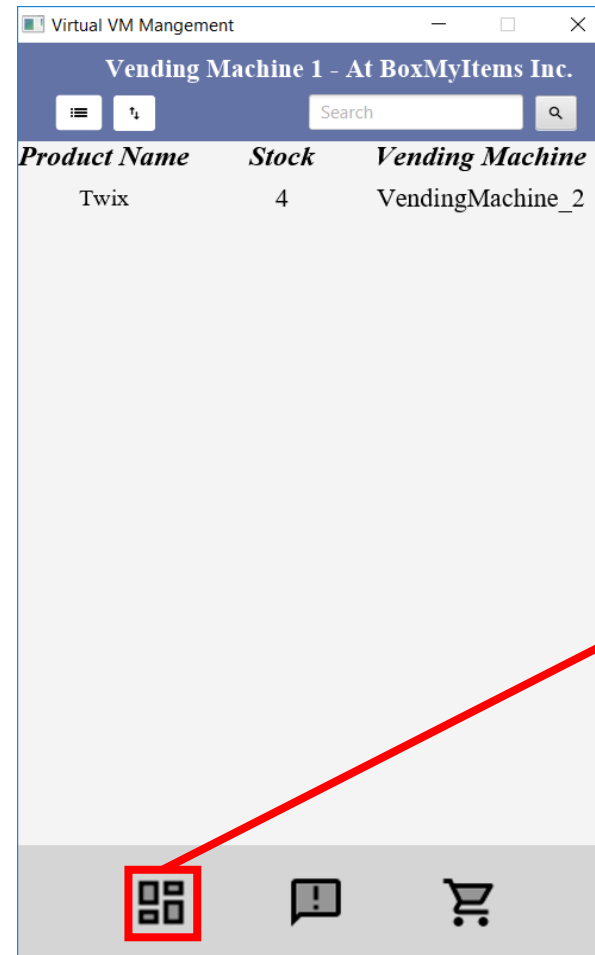 Virtual VM Mangement
Vending Machine 1 - At BoxMyItems Inc.
Search
Product Name Stock Vending Machine
Twix 4 VendingMachine_2